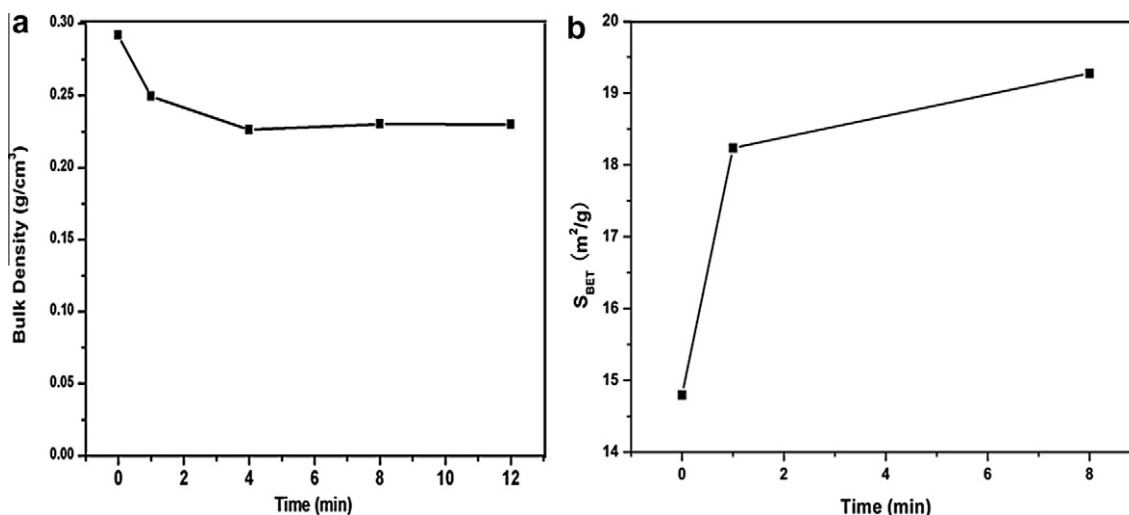 a
0.30
0.25
0.20
0.15
0.10
0.05
0.00
Bulk Density (g/cm³)
0 2 4 6 8 10 12
Time (min)
b
20
19
18
17
16
15
14
S_BET (m²/g)
0 2 4 6 8
Time (min)